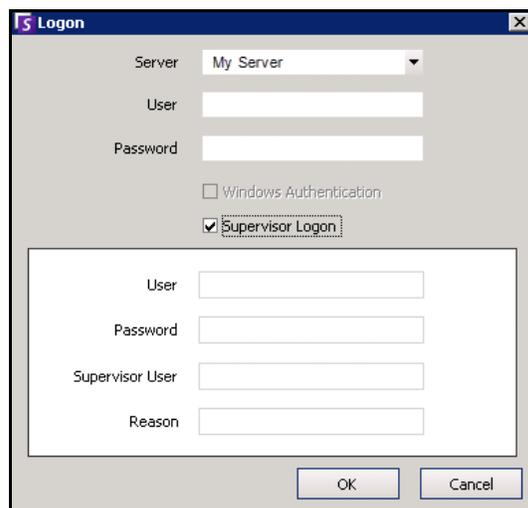 S Logon
Server My Server
User
Password
Windows Authentication
Supervisor Logon
User
Password
Supervisor User
Reason
OK Cancel